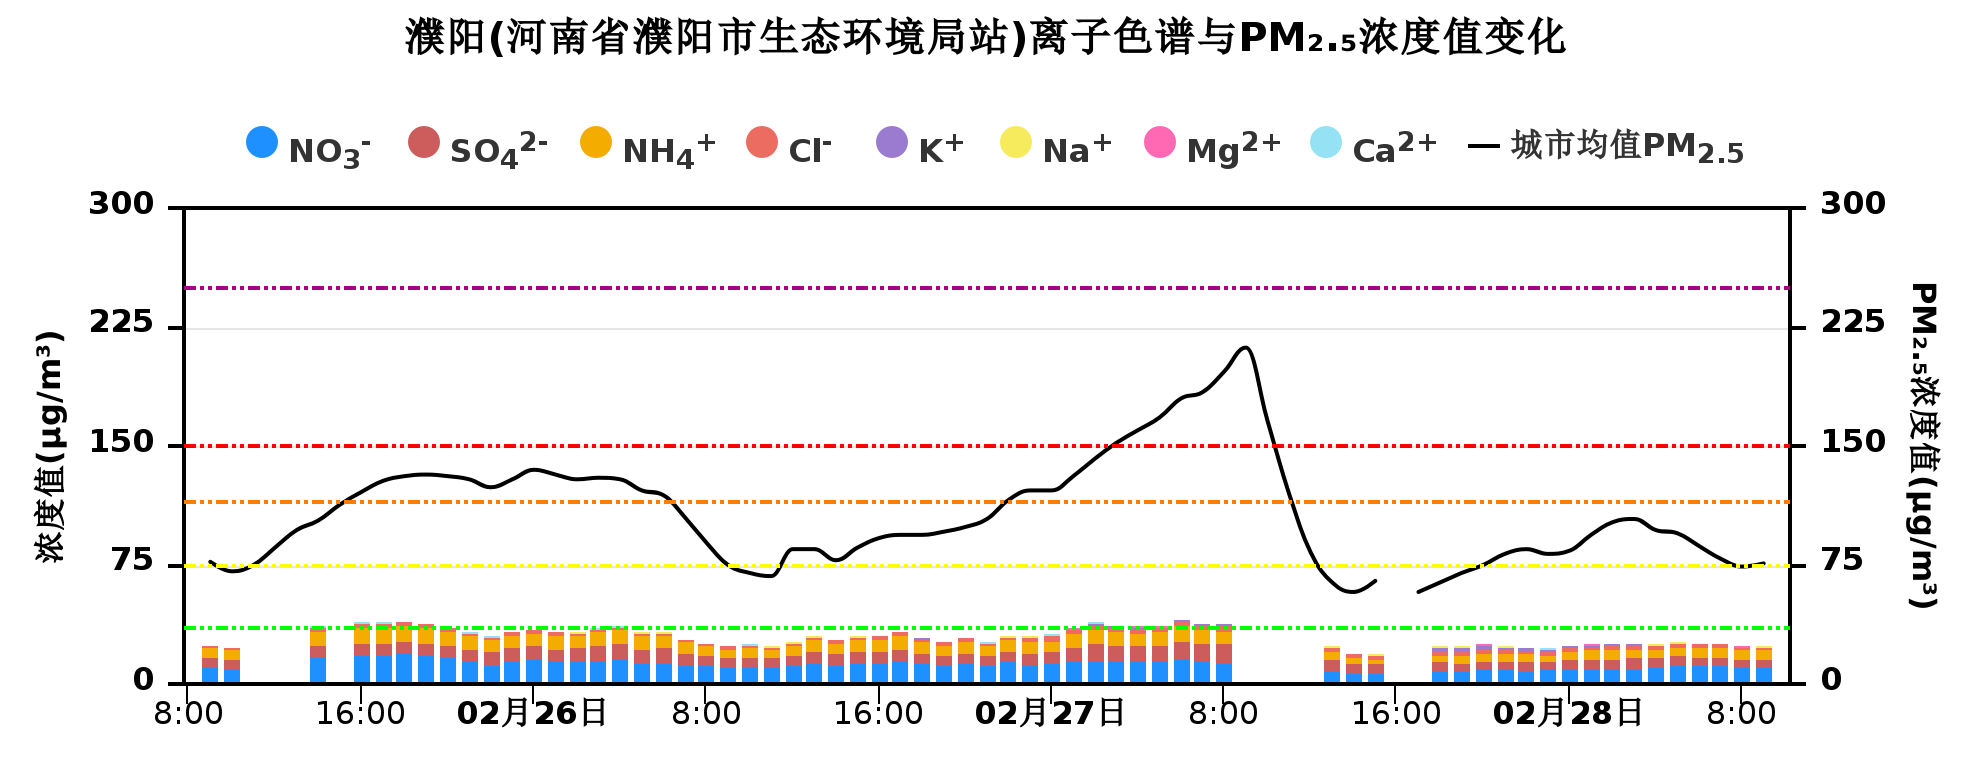 濮阳(河南省濮阳市生态环境局站)离子色谱与PM₂.₅浓度值变化
NO₃⁻ SO₄²⁻ NH₄⁺ Cl⁻ K⁺ Na⁺ Mg²⁺ Ca²⁺ 城市均值PM₂.₅
浓度值(μg/m³)
300
225
150
75
0
300
225
150
75
0
PM₂.₅浓度值(μg/m³)
8:00 16:00 02月26日 8:00 16:00 02月27日 8:00 16:00 02月28日 8:00